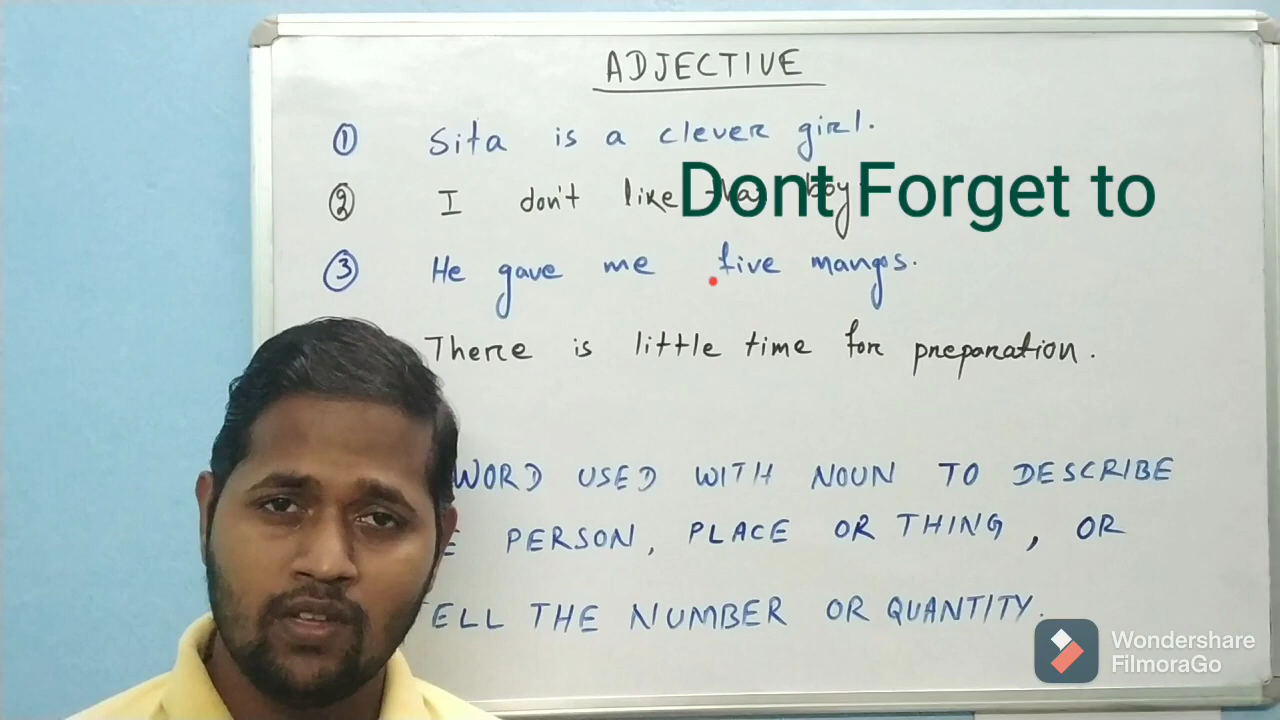 ADJECTIVE
① Sita is a clever girl.
② I don't like boy
Dont Forget to
③ He gave me five mangos.
There is little time for preparation.
WORD USED WITH NOUN TO DESCRIBE
PERSON, PLACE OR THING, OR
ELL THE NUMBER OR QUANTITY.
Wondershare
FilmoraGo